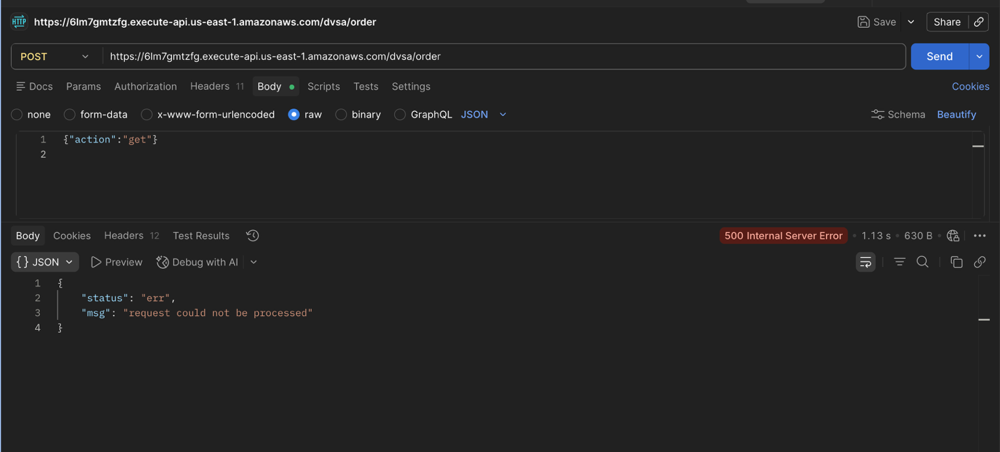 HTTP https://6lm7gmtzfg.execute-api.us-east-1.amazonaws.com/dvsa/order Save Share
POST https://6lm7gmtzfg.execute-api.us-east-1.amazonaws.com/dvsa/order Send
Docs Params Authorization Headers 11 Body Scripts Tests Settings Cookies
none form-data x-www-form-urlencoded raw binary GraphQL JSON Schema Beautify
1 {"action":"get"}
2
Body Cookies Headers 12 Test Results 500 Internal Server Error • 1.13 s • 630 B
{} JSON Preview Debug with AI
1 {
2 "status": "err",
3 "msg": "request could not be processed"
4 }